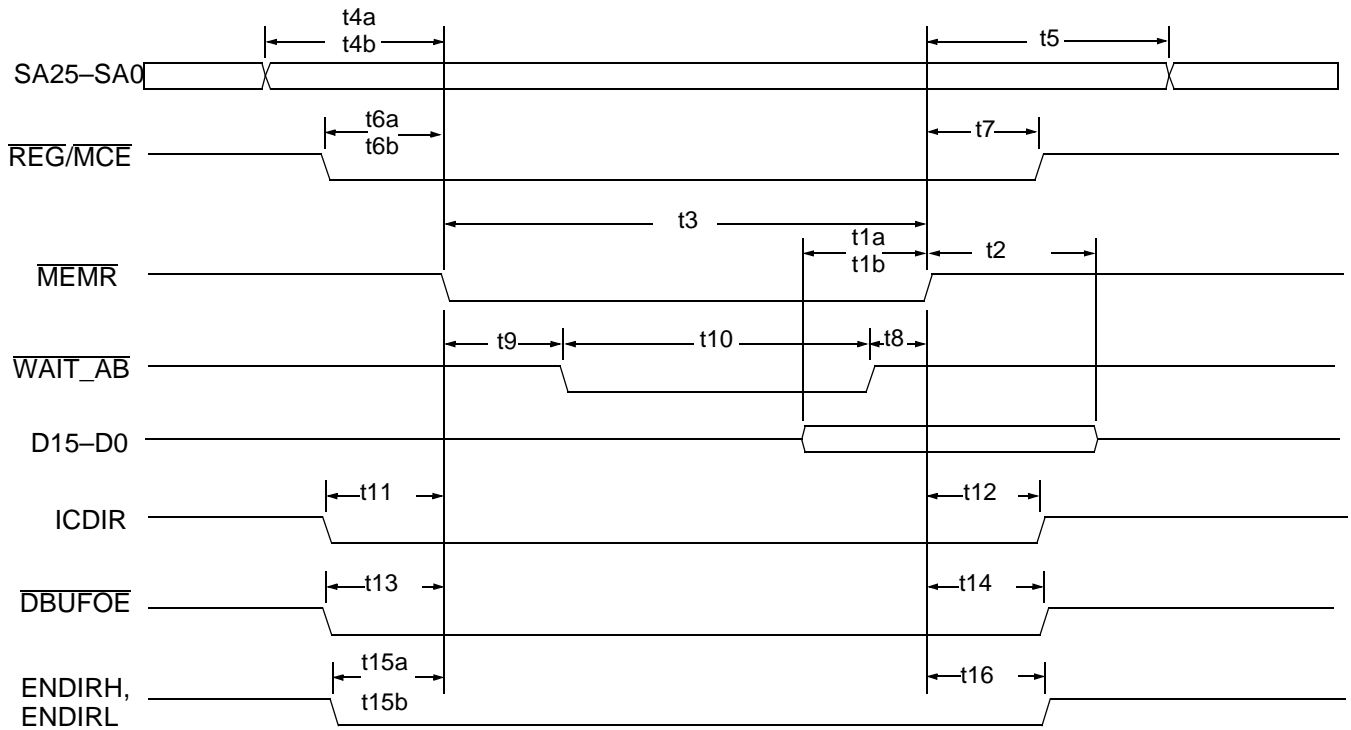 t4a
t4b
t5
SA25–SA0
t6a
t6b
t7
REG/MCE
t3
t1a
t1b
t2
MEMR
t9
t10
t8
WAIT_AB
D15–D0
t11
t12
ICDIR
t13
t14
DBUFOE
t15a
t15b
t16
ENDIRH,
ENDIRL